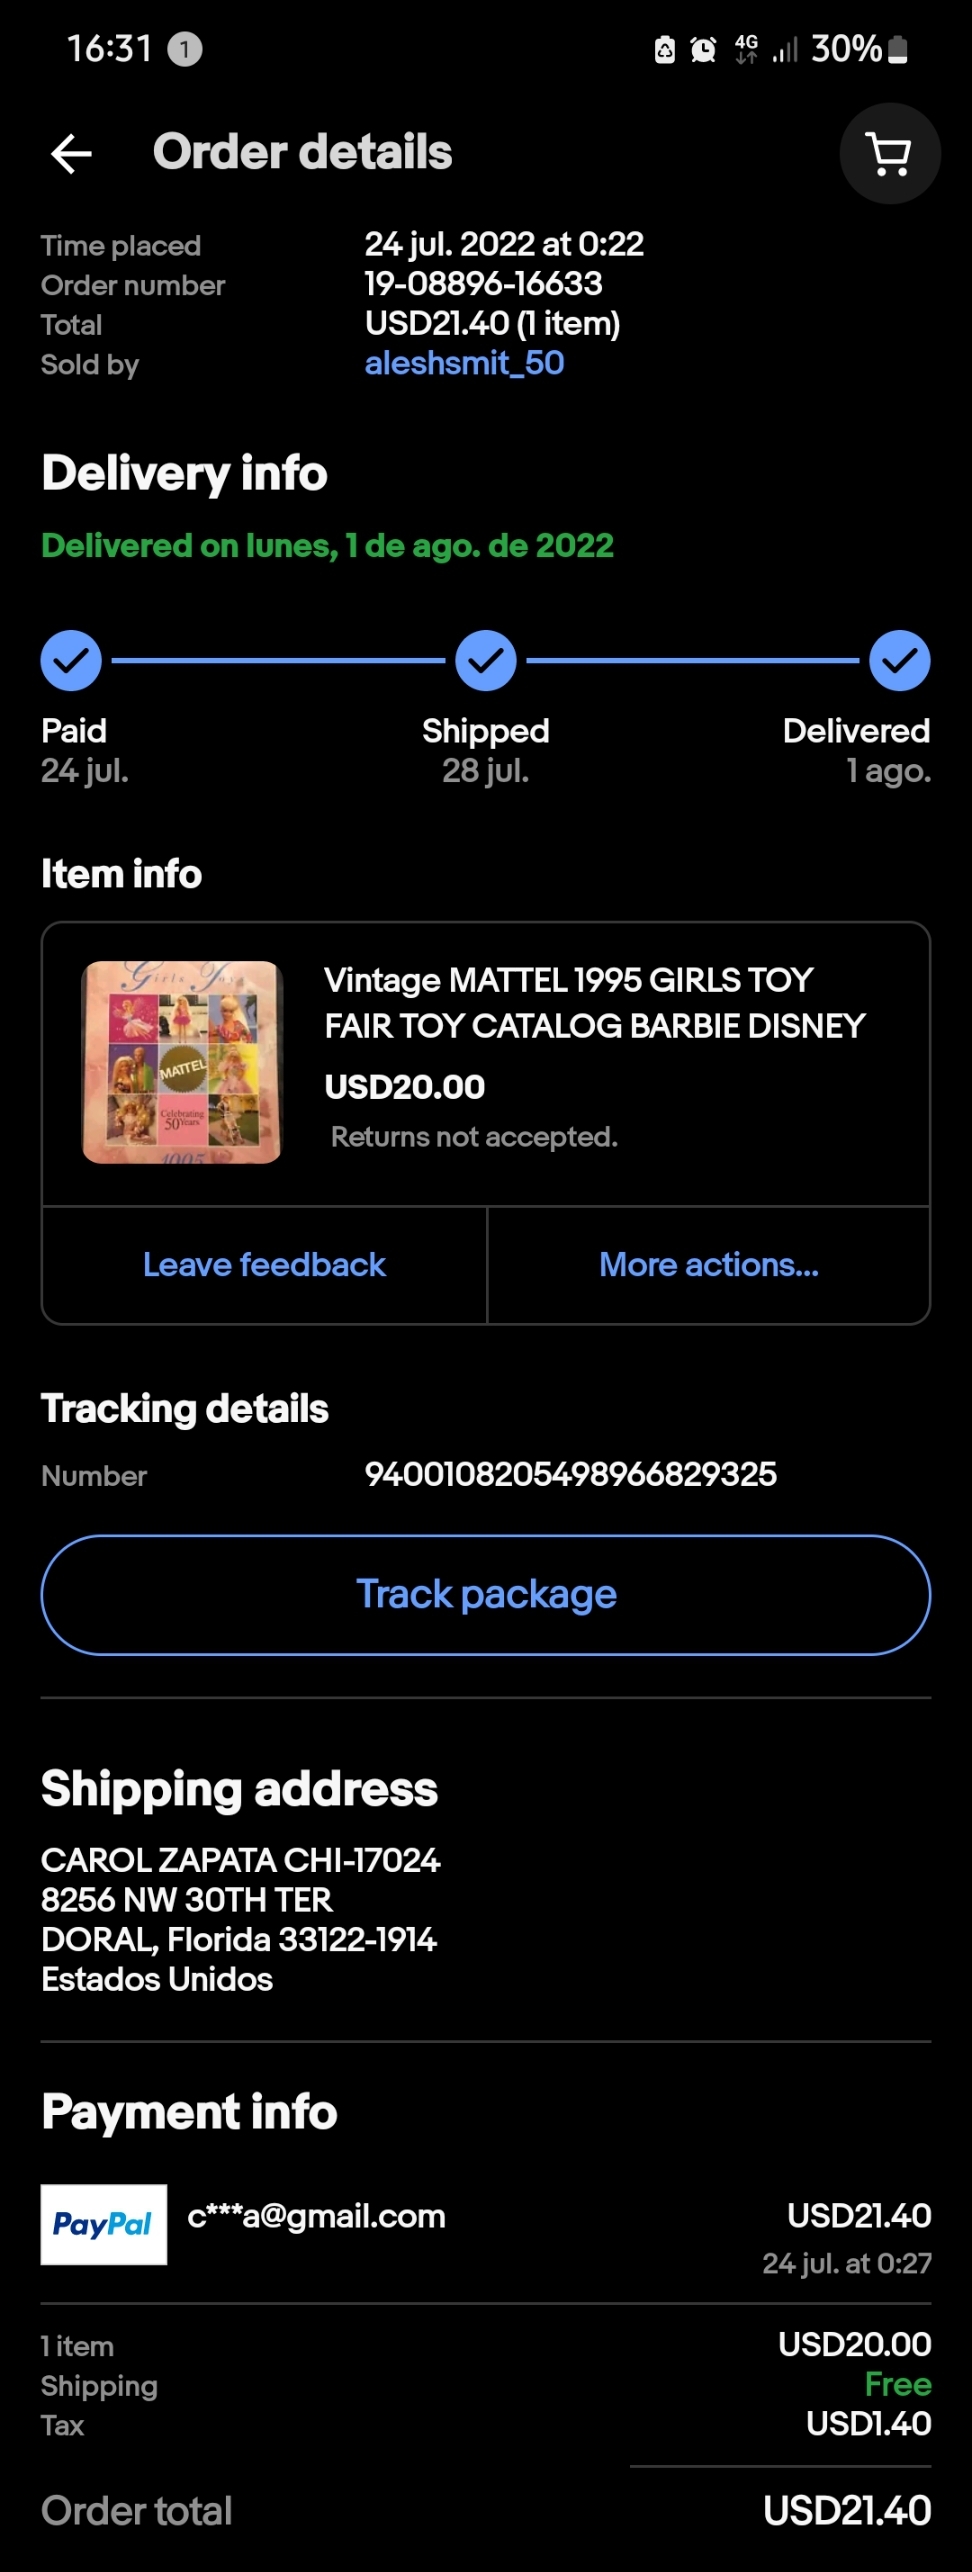 16:31 1 4G 30%
Order details
Time placed 24 jul. 2022 at 0:22
Order number 19-08896-16633
Total USD21.40 (1 item)
Sold by aleshsmit_50
Delivery info
Delivered on lunes, 1 de ago. de 2022
Paid Shipped Delivered
24 jul. 28 jul. 1 ago.
Item info
Girls Toys
MATTEL
Celebrating
50 Years
1995
Vintage MATTEL 1995 GIRLS TOY
FAIR TOY CATALOG BARBIE DISNEY
USD20.00
Returns not accepted.
Leave feedback More actions...
Tracking details
Number 9400108205498966829325
Track package
Shipping address
CAROL ZAPATA CHI-17024
8256 NW 30TH TER
DORAL, Florida 33122-1914
Estados Unidos
Payment info
PayPal c***a@gmail.com USD21.40
24 jul. at 0:27
1 item USD20.00
Shipping Free
Tax USD1.40
Order total USD21.40